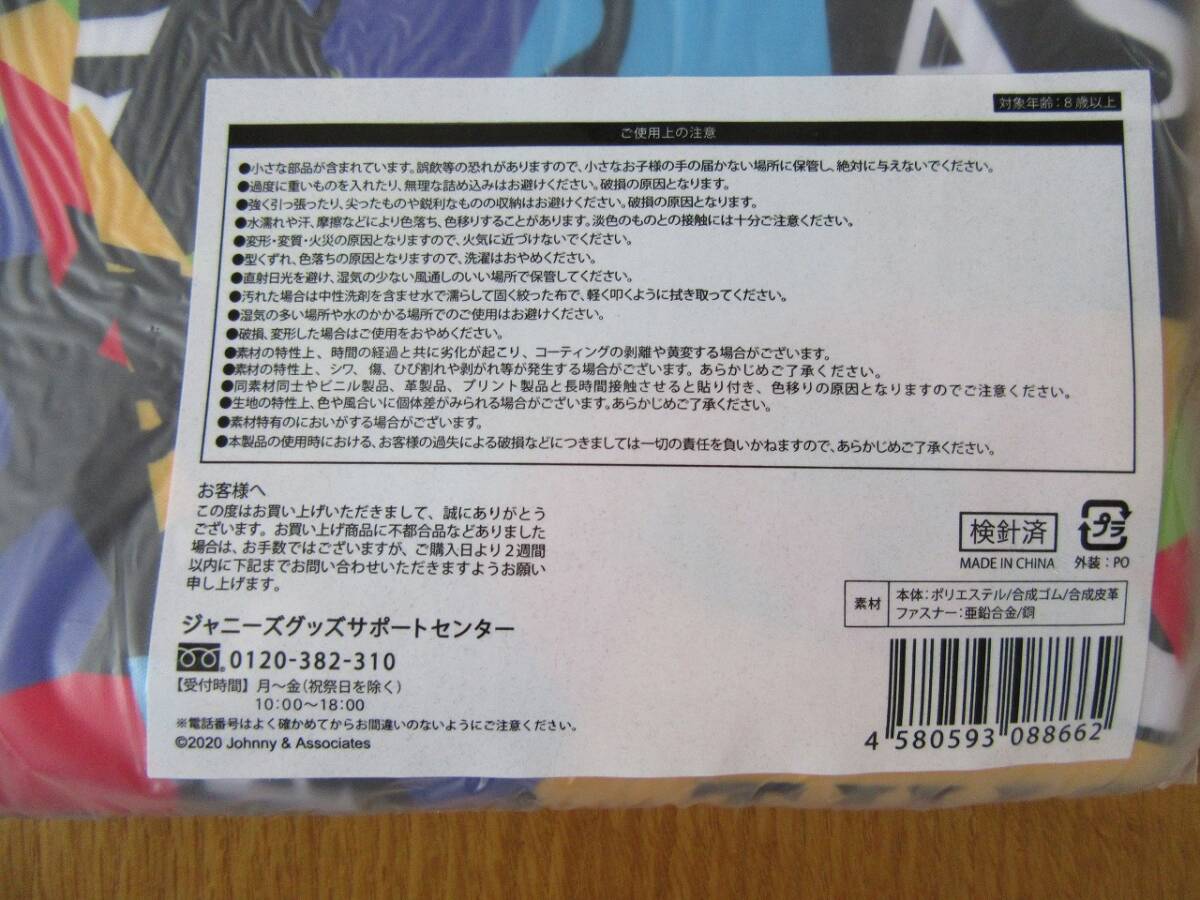 AS
対象年齢：8歳以上
ご使用上の注意
●小さな部品が含まれています。誤飲等の恐れがありますので、小さなお子様の手の届かない場所に保管し、絶対に与えないでください。
●過度に重いものを入れたり、無理な詰め込みはお避けください。破損の原因となります。
●強く引っ張ったり、尖ったものや鋭利なものの収納はお避けください。破損の原因となります。
●水濡れや汗、摩擦などにより色落ち、色移りすることがあります。淡色のものとの接触には十分ご注意ください。
●変形・変質・火災の原因となりますので、火気に近づけないでください。
●型くずれ、色落ちの原因となりますので、洗濯はおやめください。
●直射日光を避け、湿気の少ない風通しのいい場所で保管してください。
●汚れた場合は中性洗剤を含ませ水で濡らして固く絞った布で、軽く叩くように拭き取ってください。
●湿気の多い場所や水のかかる場所でのご使用はお避けください。
●破損、変形した場合はご使用をおやめください。
●素材の特性上、時間の経過と共に劣化が起こり、コーティングの剥離や黄変する場合がございます。
●素材の特性上、シワ、傷、ひび割れや剥がれ等が発生する場合がございます。あらかじめご了承ください。
●同素材同士やビニル製品、革製品、プリント製品と長時間接触させると貼り付き、色移りの原因となりますのでご注意ください。
●生地の特性上、色や風合いに個体差がみられる場合がございます。あらかじめご了承ください。
●素材特有のにおいがする場合がございます。
●本製品の使用時における、お客様の過失による破損などにつきましては一切の責任を負いかねますので、あらかじめご了承ください。
お客様へ
この度はお買い上げいただきまして、誠にありがとう
ございます。お買い上げ商品に不都合品などありました
場合は、お手数ではございますが、ご購入日より2週間
以内に下記までお問い合わせいただきますようお願い
申し上げます。
ジャニーズグッズサポートセンター
0120-382-310
【受付時間】月〜金（祝祭日を除く）
10:00〜18:00
※電話番号はよく確かめてからお間違いのないようにご注意ください。
©2020 Johnny & Associates
検針済
MADE IN CHINA
プラ
外装：PO
素材
本体：ポリエステル/合成ゴム/合成皮革
ファスナー：亜鉛合金/銅
4 580593 088662